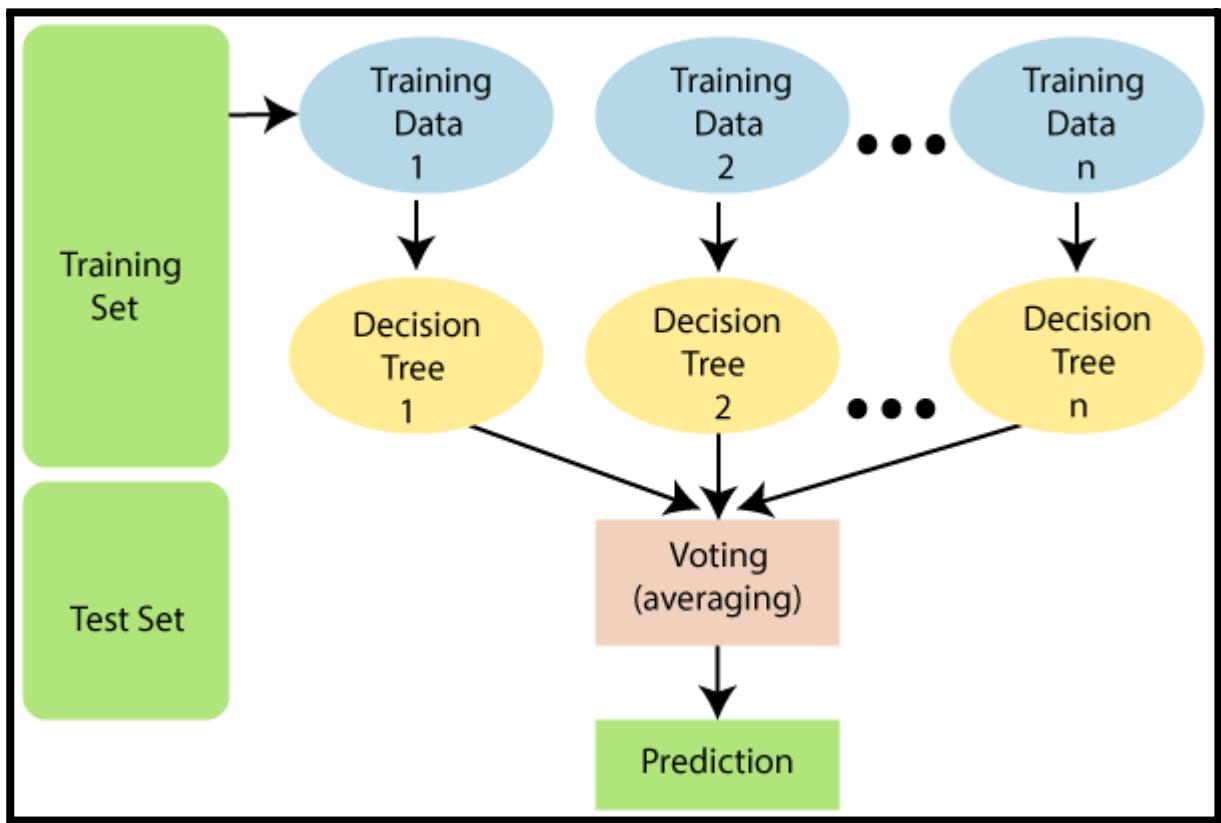 Training
Data
1
Training
Data
2
Training
Data
n
Training
Set
Decision
Tree
1
Decision
Tree
2
Decision
Tree
n
Test Set
Voting
(averaging)
Prediction